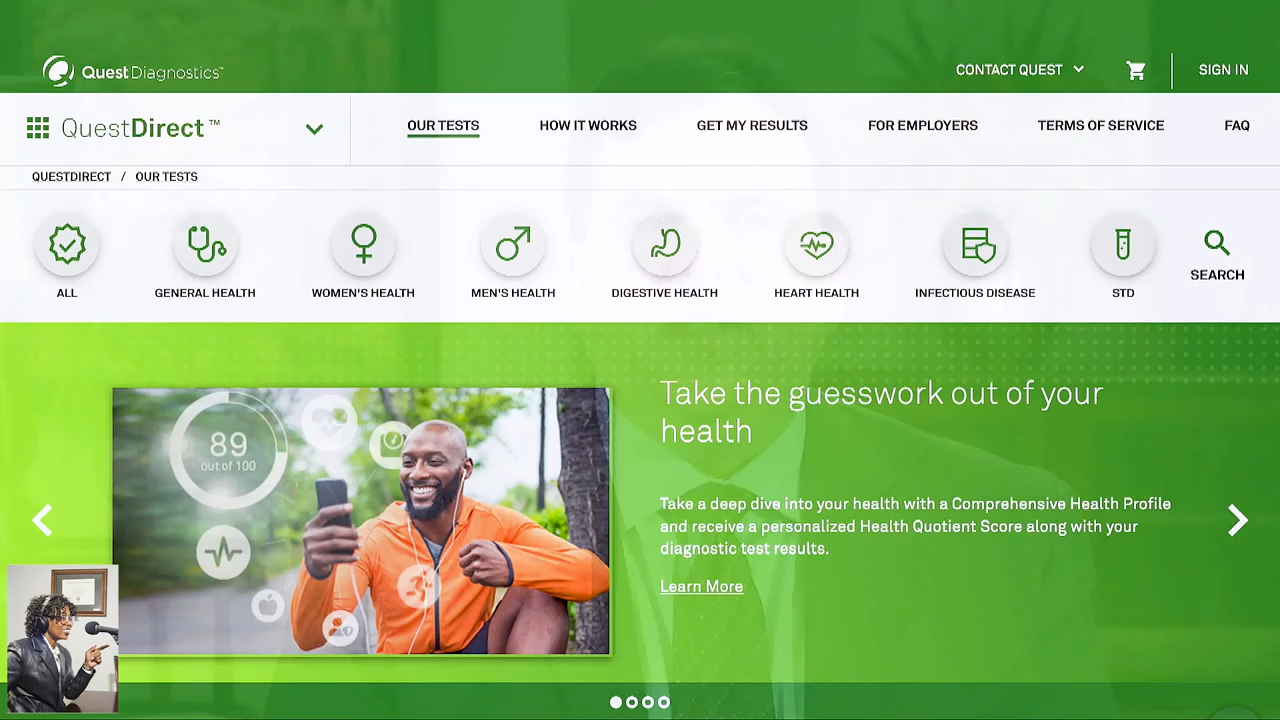 QuestDiagnostics™
CONTACT QUEST
SIGN IN
QuestDirect™
OUR TESTS
HOW IT WORKS
GET MY RESULTS
FOR EMPLOYERS
TERMS OF SERVICE
FAQ
QUESTDIRECT / OUR TESTS
ALL
GENERAL HEALTH
WOMEN'S HEALTH
MEN'S HEALTH
DIGESTIVE HEALTH
HEART HEALTH
INFECTIOUS DISEASE
STD
SEARCH
89
out of 100
Take the guesswork out of your
health
Take a deep dive into your health with a Comprehensive Health Profile
and receive a personalized Health Quotient Score along with your
diagnostic test results.
Learn More